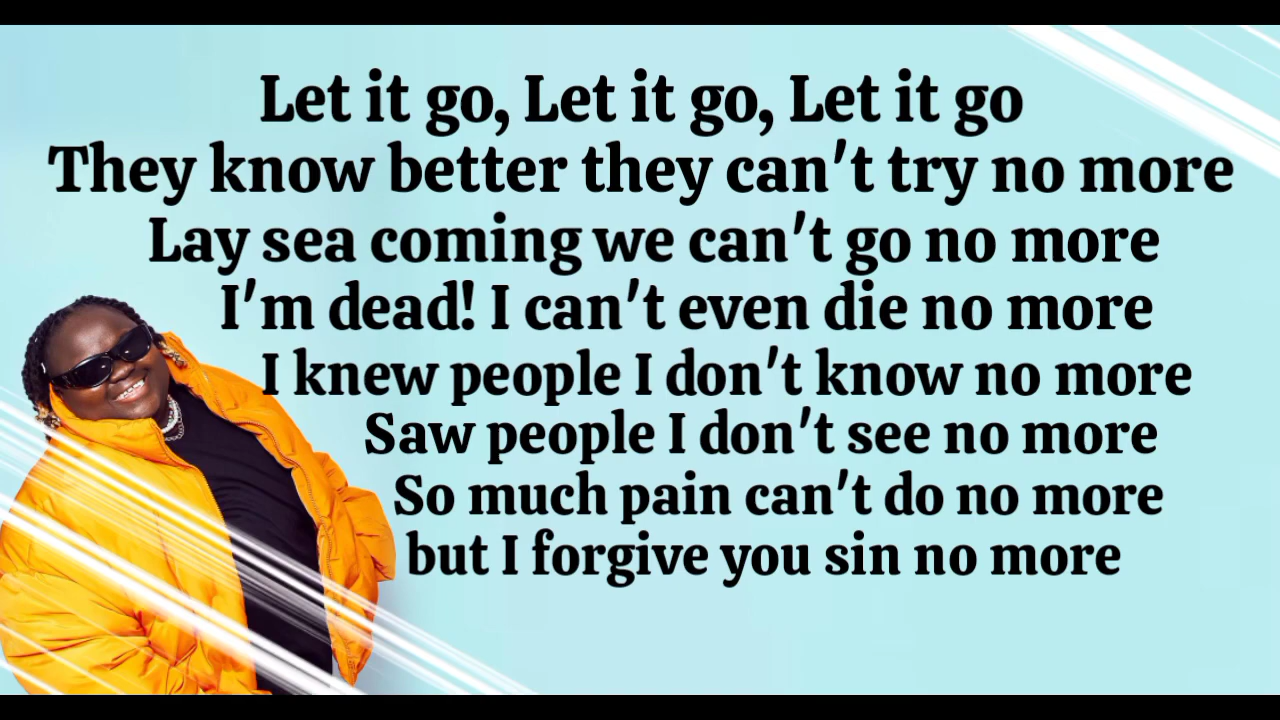 Let it go, Let it go, Let it go
They know better they can't try no more
Lay sea coming we can't go no more
I'm dead! I can't even die no more
I knew people I don't know no more
Saw people I don't see no more
So much pain can't do no more
but I forgive you sin no more